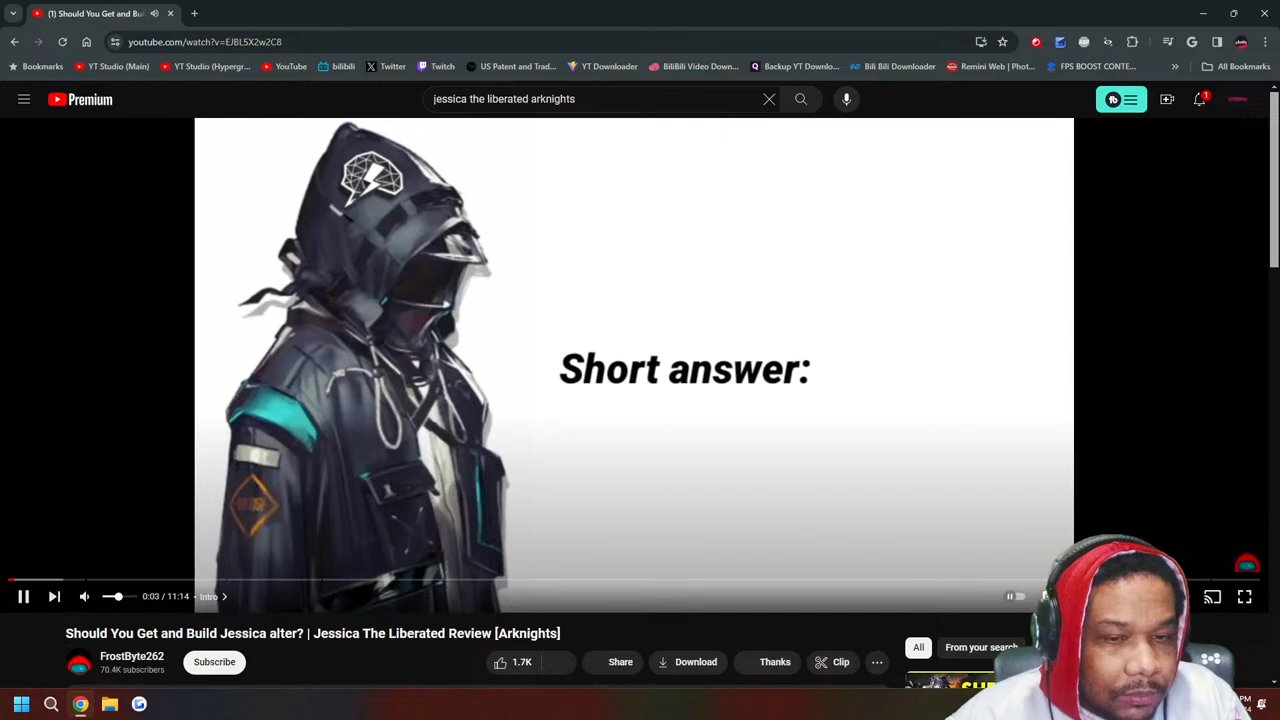 (1) Should You Get and Bui
youtube.com/watch?v=EJBL5X2w2C8
Bookmarks
YT Studio (Main)
YT Studio (Hypergr...
YouTube
bilibili
Twitter
Twitch
US Patent and Trad...
YT Downloader
BiliBili Video Down...
Backup YT Downlo...
Bili Bili Downloader
Remini Web | Phot...
FPS BOOST CONTE...
»
All Bookmarks
Premium
jessica the liberated arknights
1
Short answer:
0:03 / 11:14 • Intro
Should You Get and Build Jessica alter? | Jessica The Liberated Review [Arknights]
FrostByte262
70.4K subscribers
Subscribe
1.7K
Share
Download
Thanks
Clip
All
From your search
PM